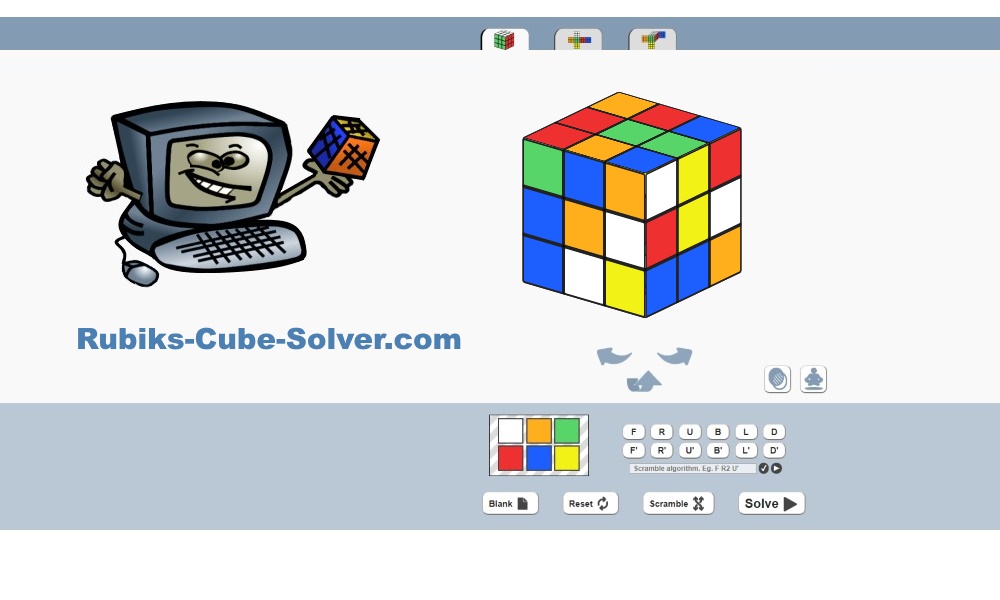 Rubiks-Cube-Solver.com
F R U B L D
F' R' U' B' L' D'
Scramble algorithm. Eg. F R2 U'
Blank Reset Scramble Solve